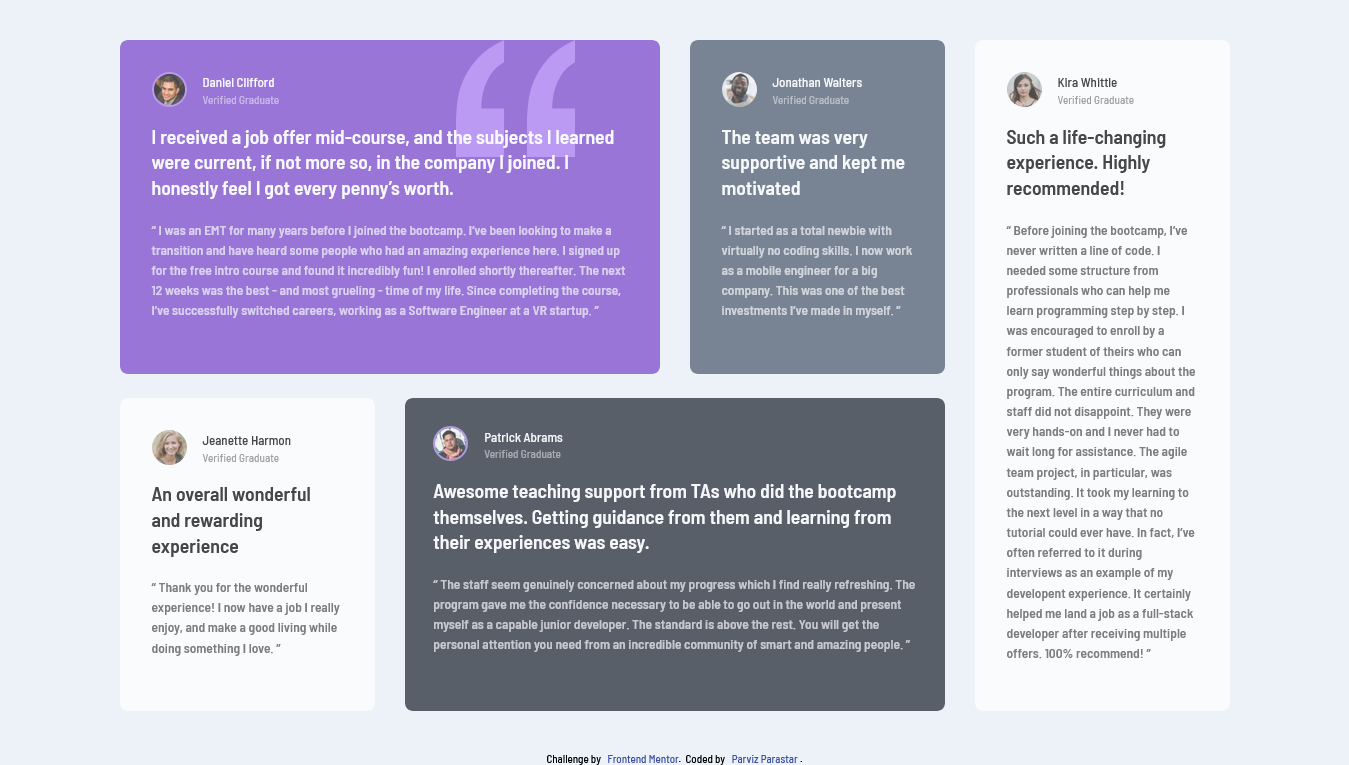 Daniel Clifford
Verified Graduate
I received a job offer mid-course, and the subjects I learned
were current, if not more so, in the company I joined. I
honestly feel I got every penny’s worth.
“ I was an EMT for many years before I joined the bootcamp. I’ve been looking to make a
transition and have heard some people who had an amazing experience here. I signed up
for the free intro course and found it incredibly fun! I enrolled shortly thereafter. The next
12 weeks was the best - and most grueling - time of my life. Since completing the course,
I’ve successfully switched careers, working as a Software Engineer at a VR startup. ”
Jonathan Walters
Verified Graduate
The team was very
supportive and kept me
motivated
“ I started as a total newbie with
virtually no coding skills. I now work
as a mobile engineer for a big
company. This was one of the best
investments I’ve made in myself. ”
Kira Whittle
Verified Graduate
Such a life-changing
experience. Highly
recommended!
“ Before joining the bootcamp, I’ve
never written a line of code. I
needed some structure from
professionals who can help me
learn programming step by step. I
was encouraged to enroll by a
former student of theirs who can
only say wonderful things about the
program. The entire curriculum and
staff did not disappoint. They were
very hands-on and I never had to
wait long for assistance. The agile
team project, in particular, was
outstanding. It took my learning to
the next level in a way that no
tutorial could ever have. In fact, I’ve
often referred to it during
interviews as an example of my
developent experience. It certainly
helped me land a job as a full-stack
developer after receiving multiple
offers. 100% recommend! ”
Jeanette Harmon
Verified Graduate
An overall wonderful
and rewarding
experience
“ Thank you for the wonderful
experience! I now have a job I really
enjoy, and make a good living while
doing something I love. ”
Patrick Abrams
Verified Graduate
Awesome teaching support from TAs who did the bootcamp
themselves. Getting guidance from them and learning from
their experiences was easy.
“ The staff seem genuinely concerned about my progress which I find really refreshing. The
program gave me the confidence necessary to be able to go out in the world and present
myself as a capable junior developer. The standard is above the rest. You will get the
personal attention you need from an incredible community of smart and amazing people. ”
Challenge by Frontend Mentor. Coded by Parviz Parastar .